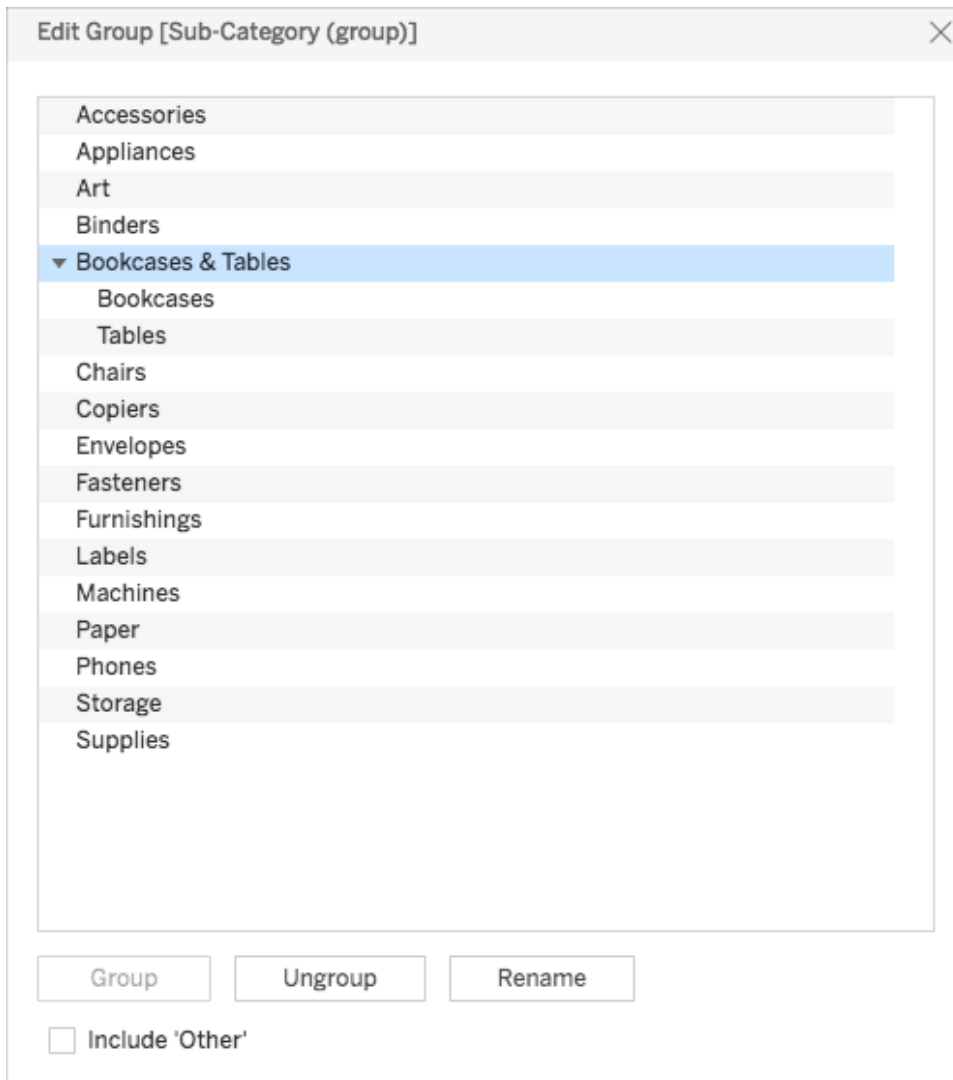 Edit Group [Sub-Category (group)]
Accessories
Appliances
Art
Binders
Bookcases & Tables
Bookcases
Tables
Chairs
Copiers
Envelopes
Fasteners
Furnishings
Labels
Machines
Paper
Phones
Storage
Supplies
Group Ungroup Rename
Include 'Other'